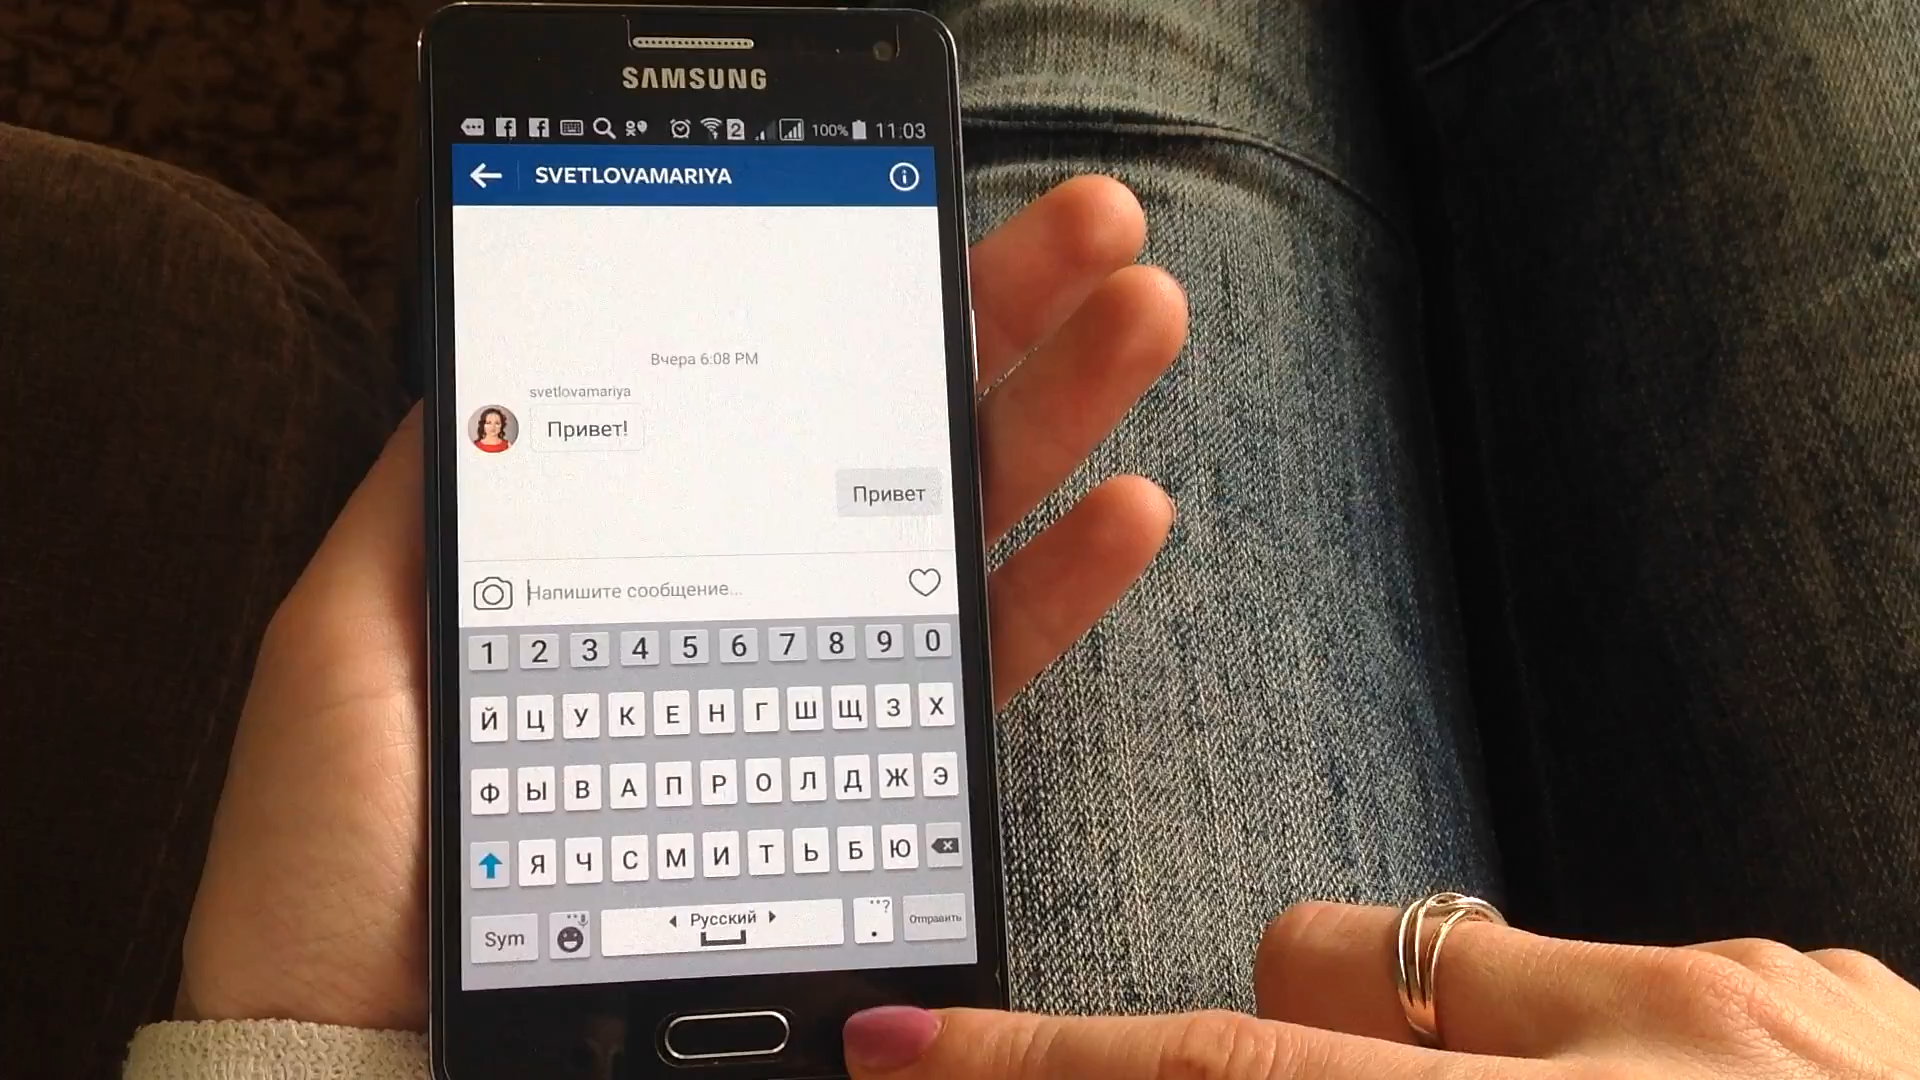 SAMSUNG
2 100% 11:03
SVETLOVAMARIYA
Вчера 6:08 PM
svetlovamariya
Привет!
Привет
Напишите сообщение...
1 2 3 4 5 6 7 8 9 0
Й Ц У К Е Н Г Ш Щ З Х
Ф Ы В А П Р О Л Д Ж Э
Я Ч С М И Т Ь Б Ю
Sym Русский . ? Отправить